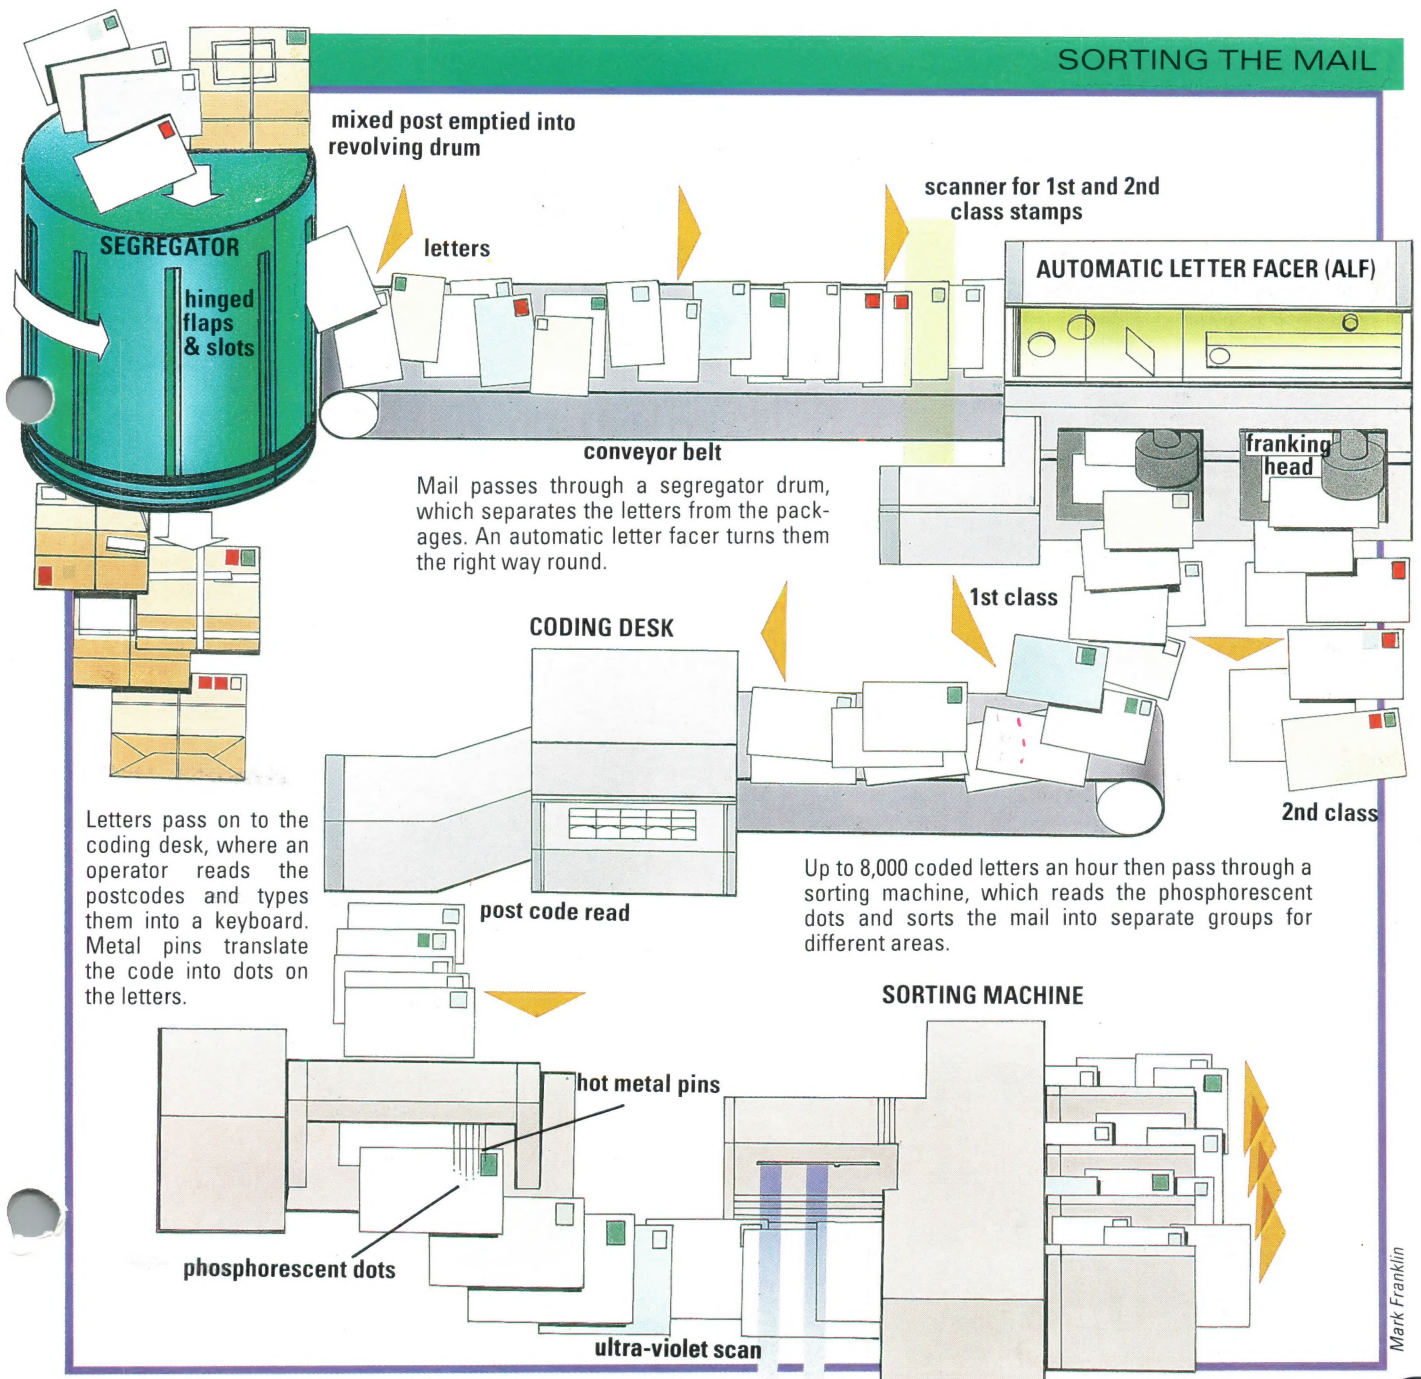 SORTING THE MAIL
mixed post emptied into
revolving drum
SEGREGATOR
hinged
flaps
& slots
letters
scanner for 1st and 2nd
class stamps
AUTOMATIC LETTER FACER (ALF)
conveyor belt
franking
head
Mail passes through a segregator drum,
which separates the letters from the pack-
ages. An automatic letter facer turns them
the right way round.
1st class
CODING DESK
2nd class
post code read
Letters pass on to the
coding desk, where an
operator reads the
postcodes and types
them into a keyboard.
Metal pins translate
the code into dots on
the letters.
Up to 8,000 coded letters an hour then pass through a
sorting machine, which reads the phosphorescent
dots and sorts the mail into separate groups for
different areas.
SORTING MACHINE
hot metal pins
phosphorescent dots
ultra-violet scan
Mark Franklin